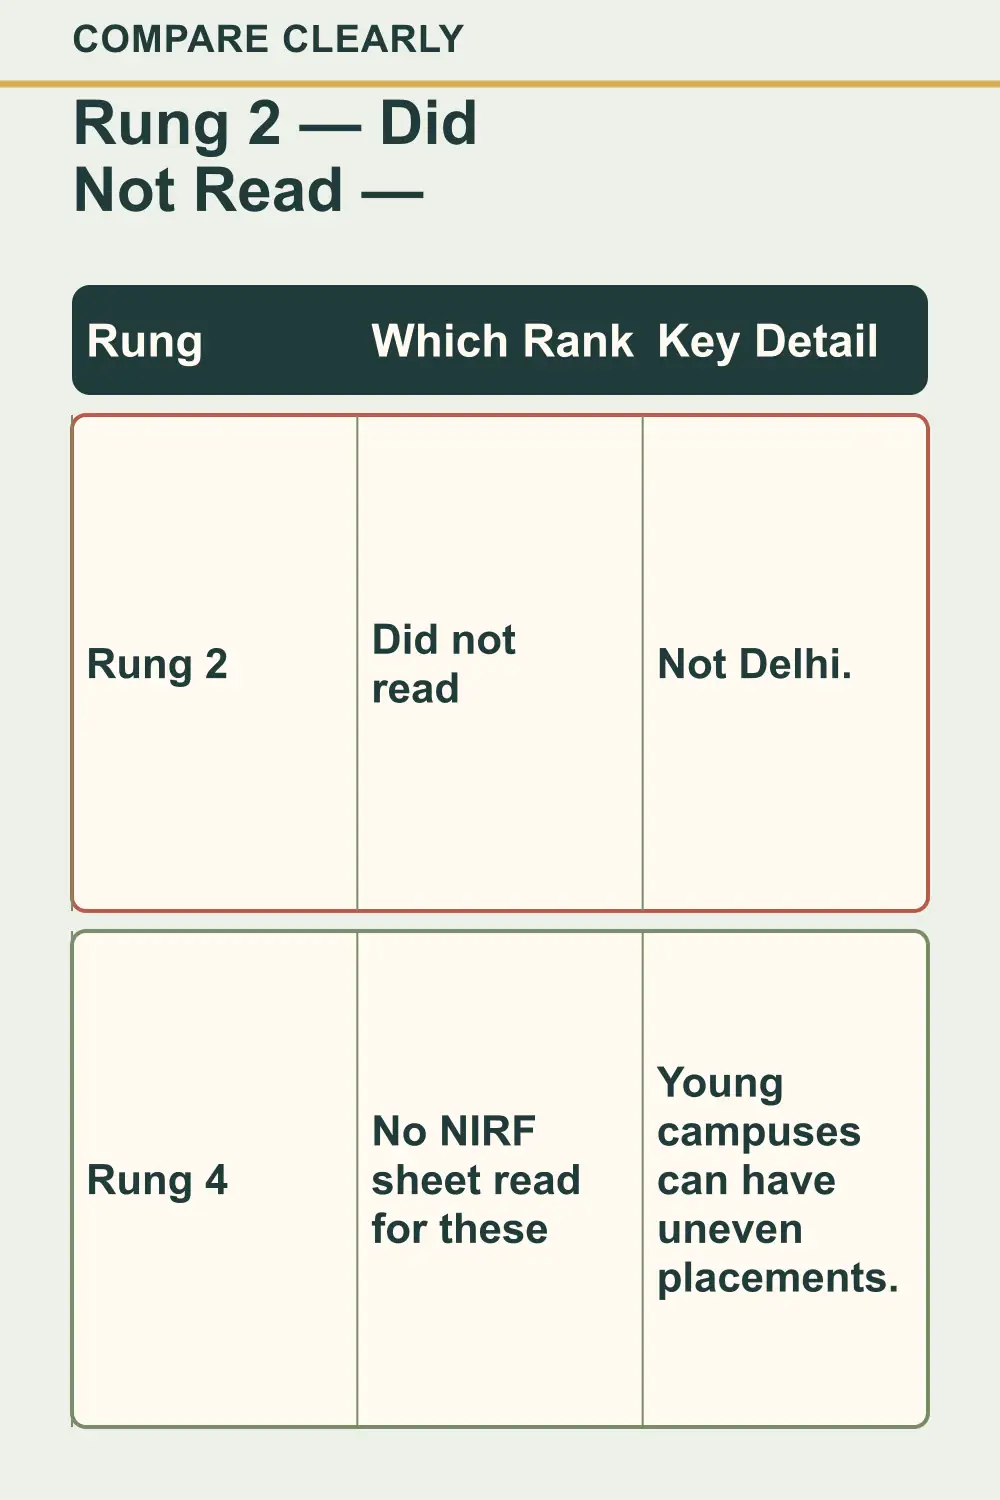 COMPARE CLEARLY
Rung 2 — Did
Not Read —
Rung
Which Rank
Key Detail
Rung 2
Did not
read
Not Delhi.
Rung 4
No NIRF
sheet read
for these
Young
campuses
can have
uneven
placements.